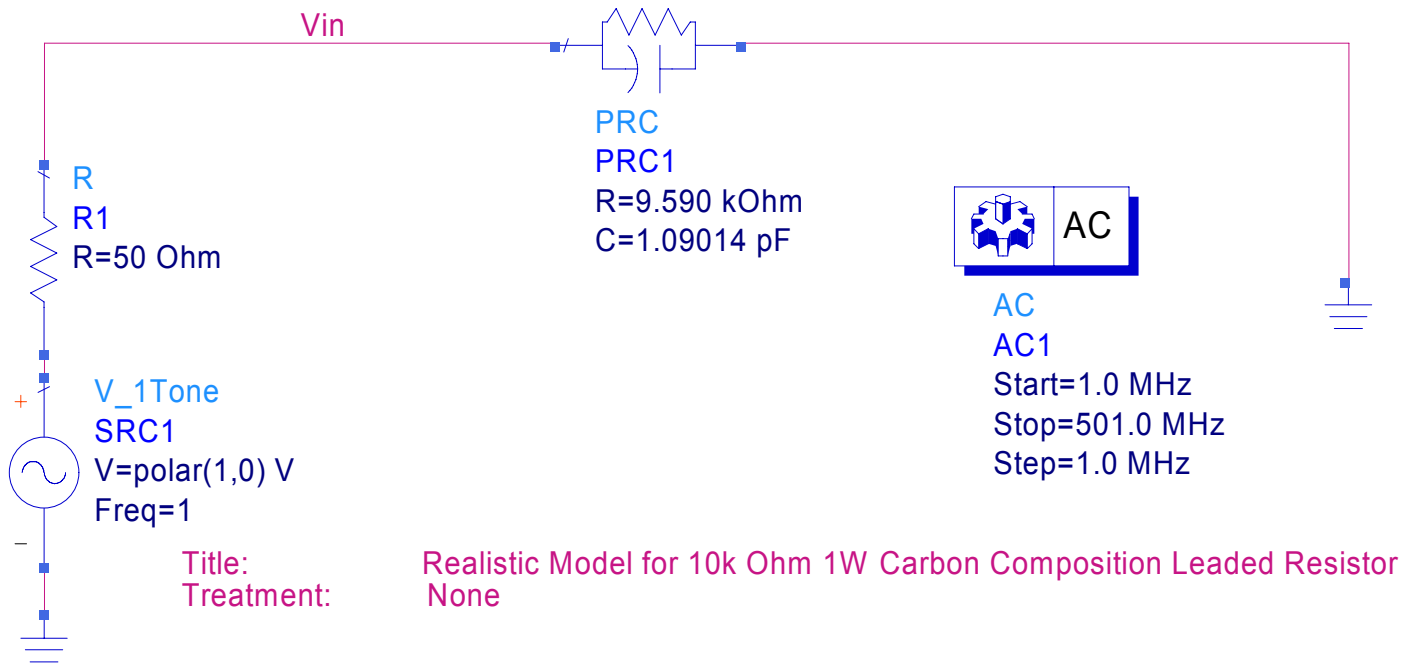 Vin
PRC
PRC1
R=9.590 kOhm
C=1.09014 pF
R
R1
R=50 Ohm
AC
AC
AC1
Start=1.0 MHz
Stop=501.0 MHz
Step=1.0 MHz
+
V_1Tone
SRC1
V=polar(1,0) V
Freq=1
–
Title: Realistic Model for 10k Ohm 1W Carbon Composition Leaded Resistor
Treatment: None